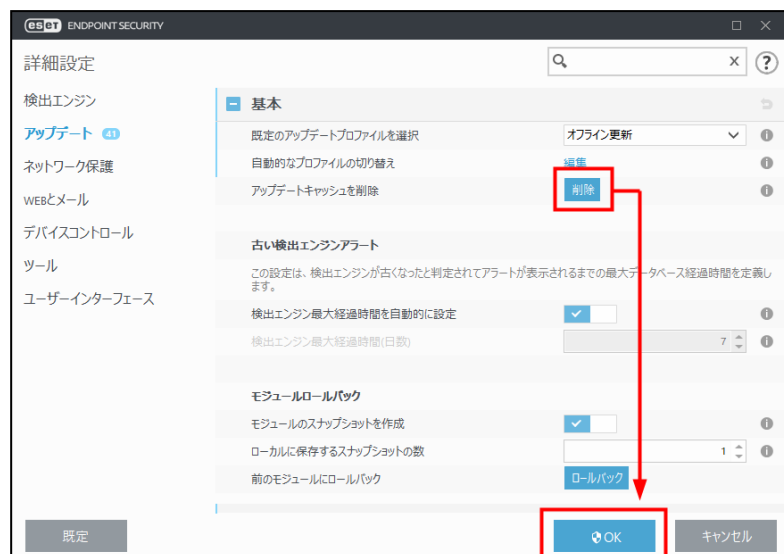 eset ENDPOINT SECURITY
詳細設定
検出エンジン
アップデート 41
ネットワーク保護
WEBとメール
デバイスコントロール
ツール
ユーザーインターフェース
基本
既定のアップデートプロファイルを選択 オフライン更新
自動的なプロファイルの切り替え 編集
アップデートキャッシュを削除 削除
古い検出エンジンアラート
この設定は、検出エンジンが古くなったと判定されてアラートが表示されるまでの最大データベース経過時間を定義し
ます。
検出エンジン最大経過時間を自動的に設定
検出エンジン最大経過時間(日数) 7
モジュールロールバック
モジュールのスナップショットを作成
ローカルに保存するスナップショットの数 1
前のモジュールにロールバック ロールバック
既定 OK キャンセル